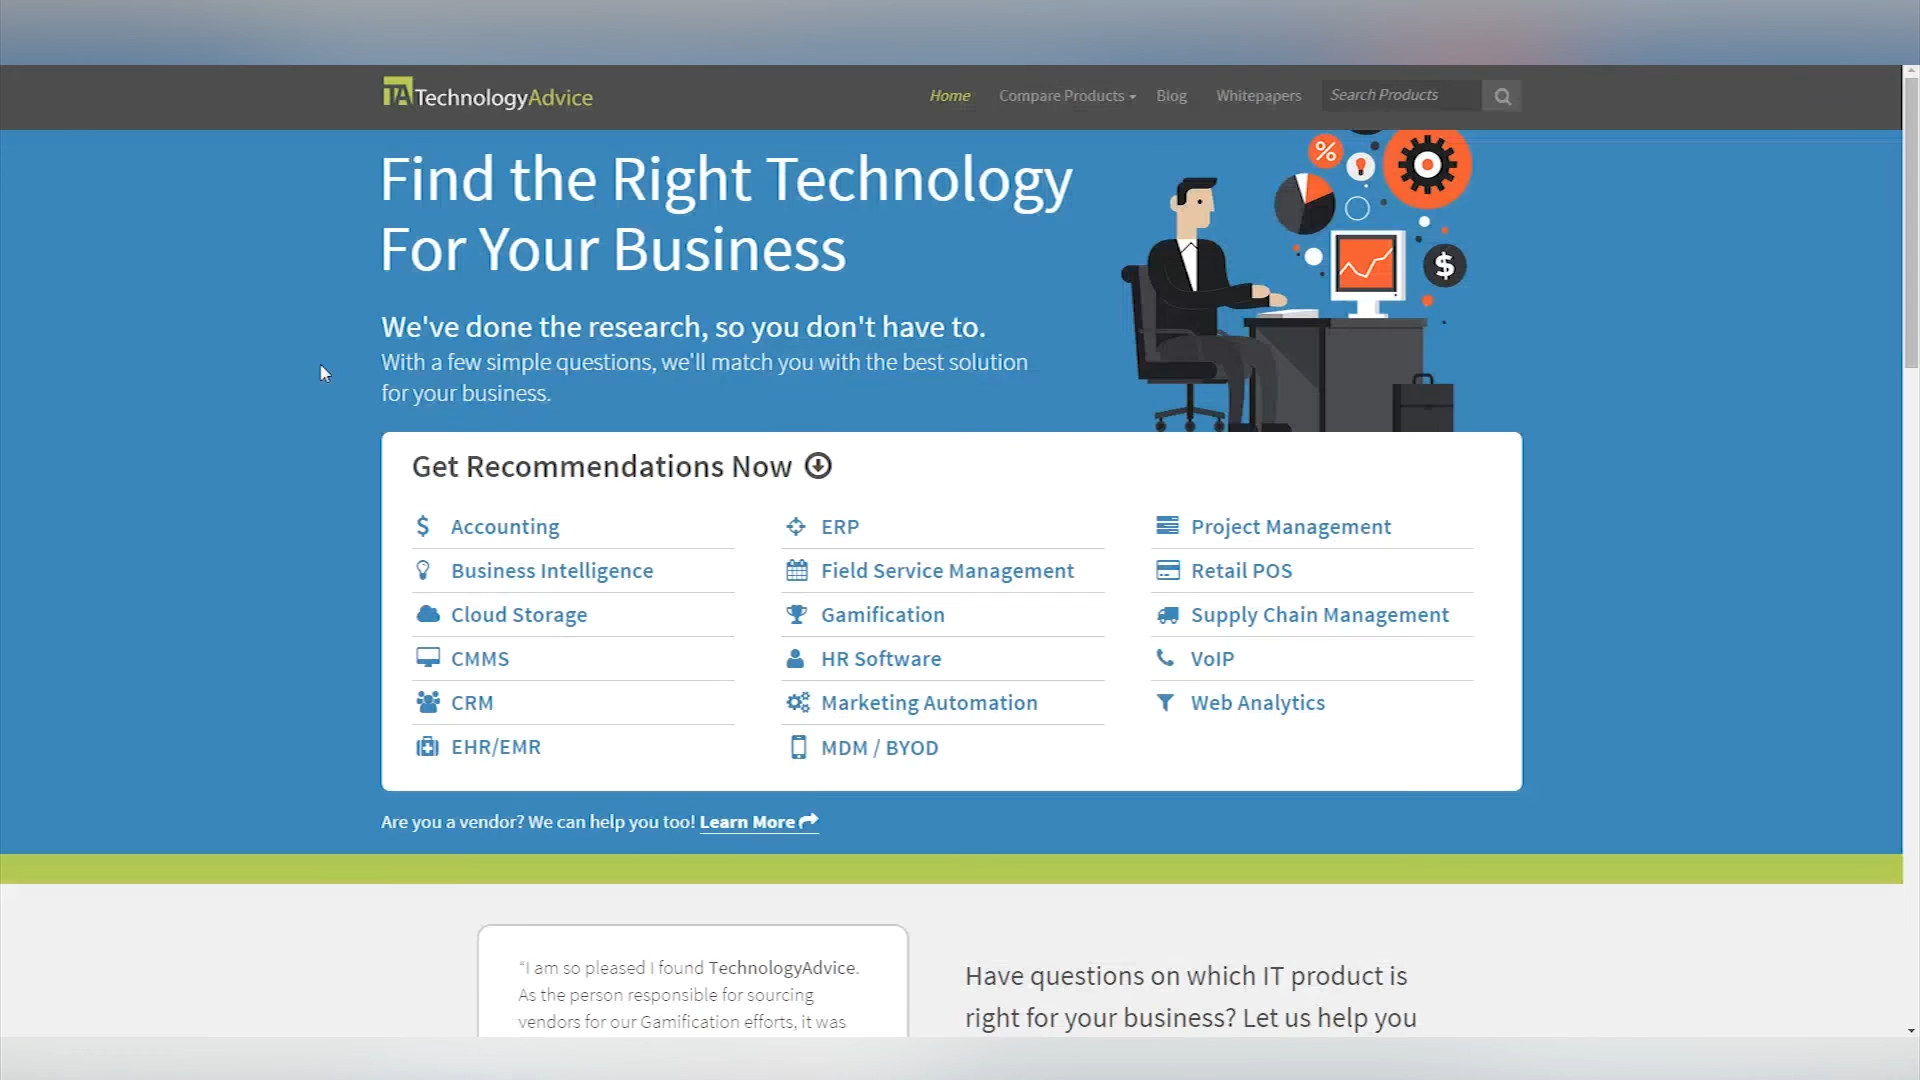 TA TechnologyAdvice
Home Compare Products Blog Whitepapers Search Products
Find the Right Technology
For Your Business
%
$
We've done the research, so you don't have to.
With a few simple questions, we'll match you with the best solution
for your business.
Get Recommendations Now
$ Accounting
Business Intelligence
Cloud Storage
CMMS
CRM
EHR/EMR
ERP
Field Service Management
Gamification
HR Software
Marketing Automation
MDM / BYOD
Project Management
Retail POS
Supply Chain Management
VoIP
Web Analytics
Are you a vendor? We can help you too! Learn More
“I am so pleased I found TechnologyAdvice.
As the person responsible for sourcing
vendors for our Gamification efforts, it was
Have questions on which IT product is
right for your business? Let us help you